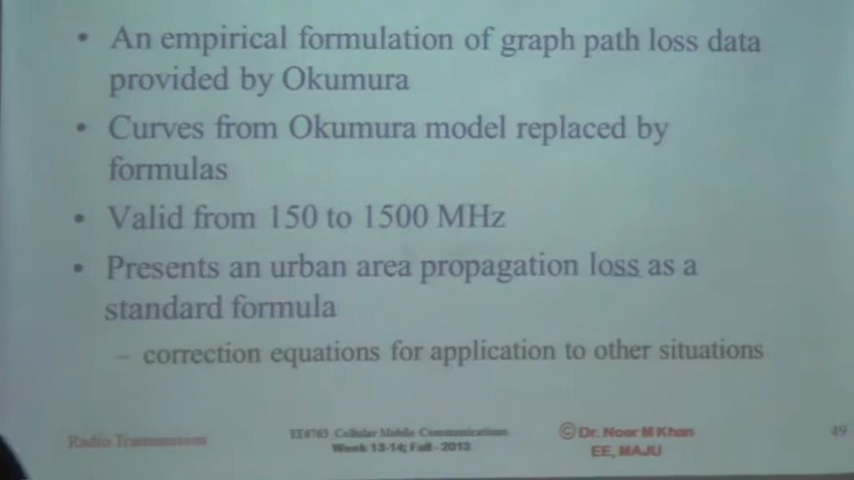 • An empirical formulation of graph path loss data
provided by Okumura
• Curves from Okumura model replaced by
formulas
• Valid from 150 to 1500 MHz
• Presents an urban area propagation loss as a
standard formula
– correction equations for application to other situations
Radio Transmission
EE4763 Cellular Mobile Communications
Week 13-14; Fall - 2013
© Dr. Noor M Khan
EE, MAJU
49